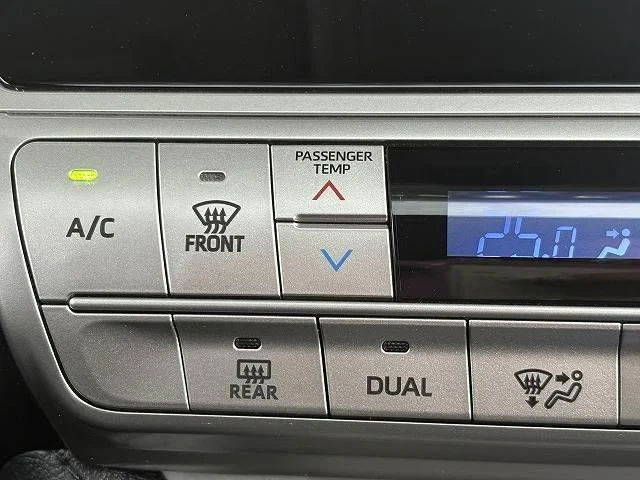 PASSENGER
TEMP
A/C
FRONT
25.0
REAR
DUAL